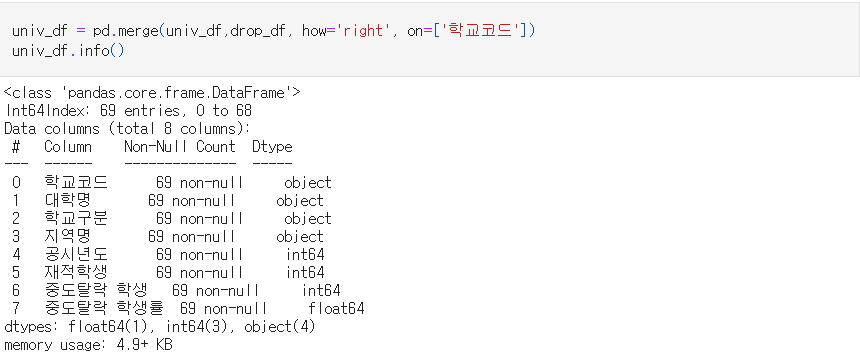 univ_df = pd.merge(univ_df,drop_df, how='right', on=['학교코드'])
univ_df.info()
<class 'pandas.core.frame.DataFrame'>
Int64Index: 69 entries, 0 to 68
Data columns (total 8 columns):
 #   Column    Non-Null Count  Dtype
---  ------    --------------  -----
 0   학교코드      69 non-null     object
 1   대학명       69 non-null     object
 2   학교구분      69 non-null     object
 3   지역명       69 non-null     object
 4   공시년도      69 non-null     int64
 5   재적학생      69 non-null     int64
 6   중도탈락 학생   69 non-null     int64
 7   중도탈락 학생률  69 non-null     float64
dtypes: float64(1), int64(3), object(4)
memory usage: 4.9+ KB